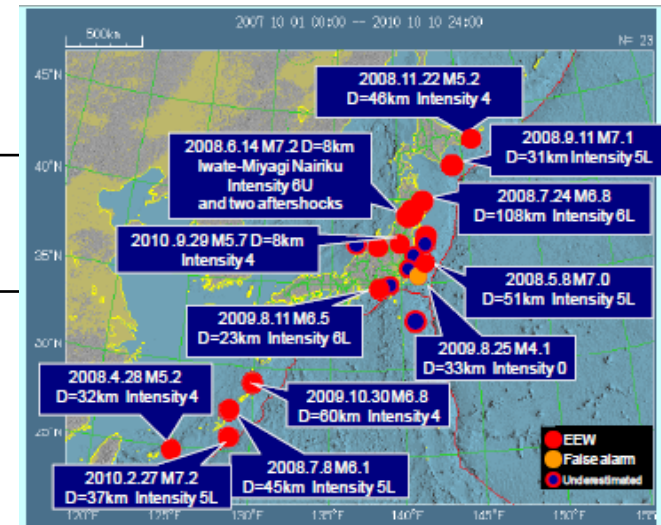 2007 10 01 00:00 -- 2010 10 10 24:00
500km
N= 23
45°N
2008.11.22 M5.2
D=46km Intensity 4
2008.6.14 M7.2 D=8km
Iwate-Miyagi Nairiku
Intensity 6U
and two aftershocks
2008.9.11 M7.1
D=31km Intensity 5L
40°N
2008.7.24 M6.8
D=108km Intensity 6L
2010 .9.29 M5.7 D=8km
Intensity 4
35°N
2008.5.8 M7.0
D=51km Intensity 5L
2009.8.11 M6.5
D=23km Intensity 6L
2009.8.25 M4.1
D=33km Intensity 0
30°N
2008.4.28 M5.2
D=32km Intensity 4
2009.10.30 M6.8
D=60km Intensity 4
25°N
2010.2.27 M7.2
D=37km Intensity 5L
2008.7.8 M6.1
D=45km Intensity 5L
EEW
False alarm
Underestimated
120°E
125°E
130°E
135°E
140°E
145°E
150°E
155